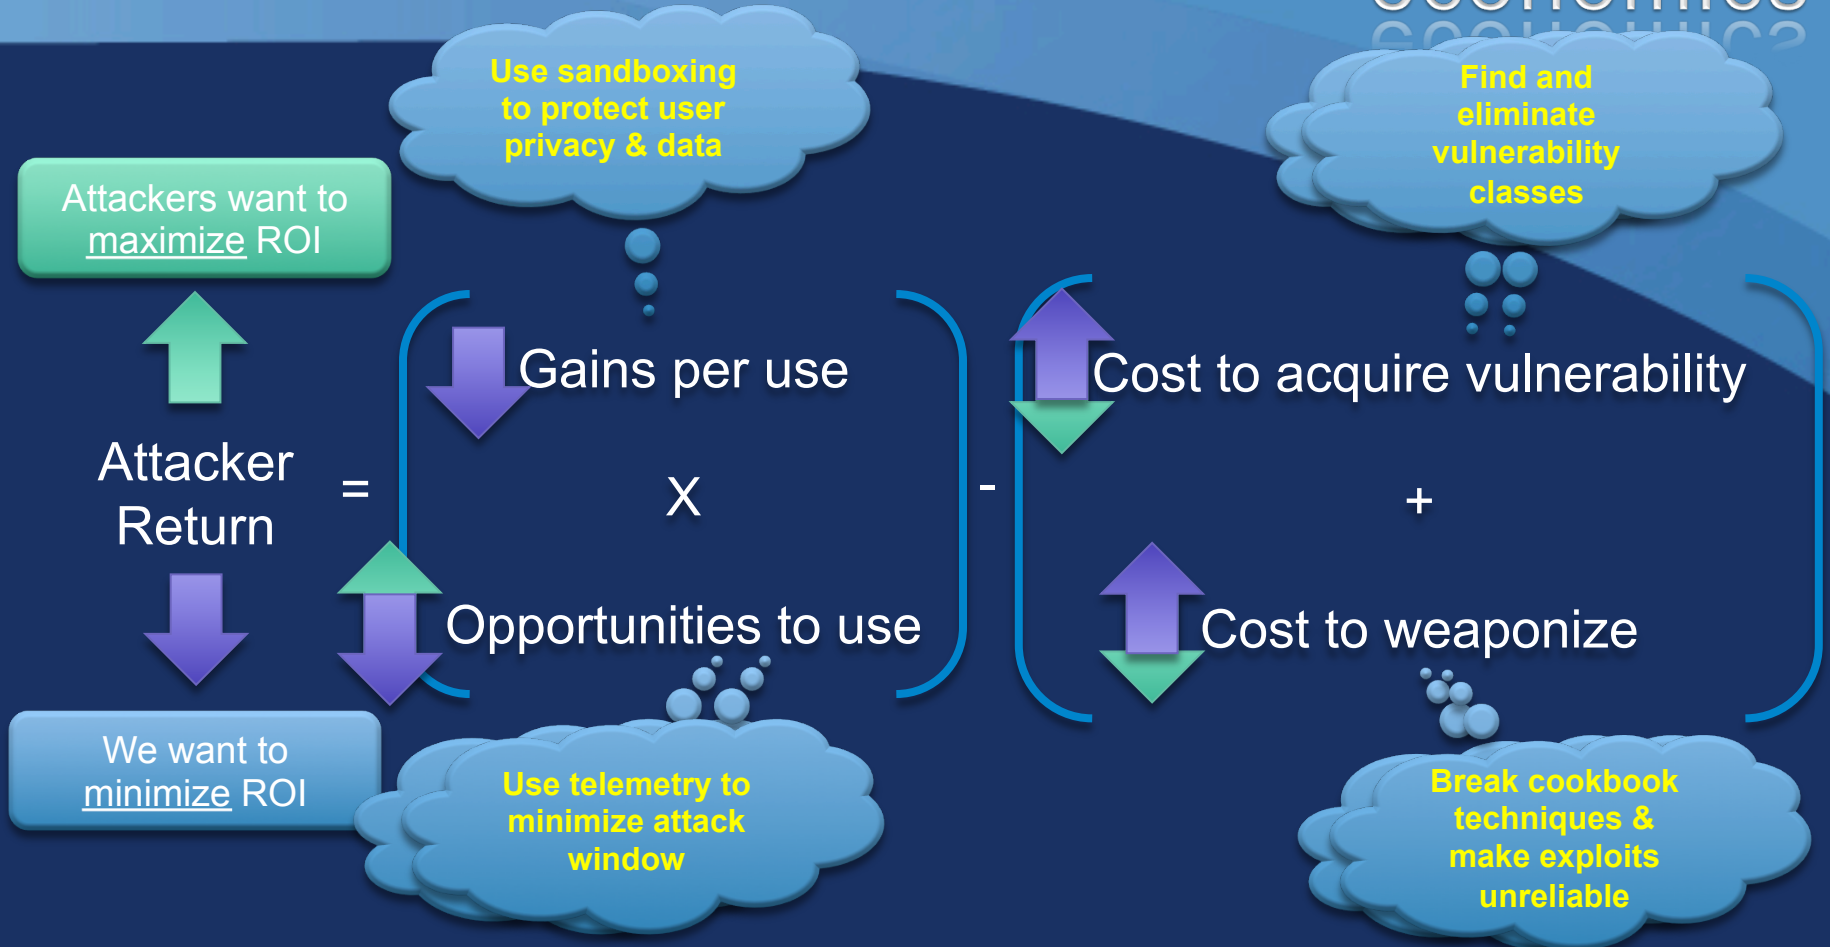 economics
Use sandboxing
to protect user
privacy & data
Find and
eliminate
vulnerability
classes
Attackers want to
maximize ROI
Attacker
Return
=
Gains per use
X
Opportunities to use
-
Cost to acquire vulnerability
+
Cost to weaponize
We want to
minimize ROI
Use telemetry to
minimize attack
window
Break cookbook
techniques &
make exploits
unreliable